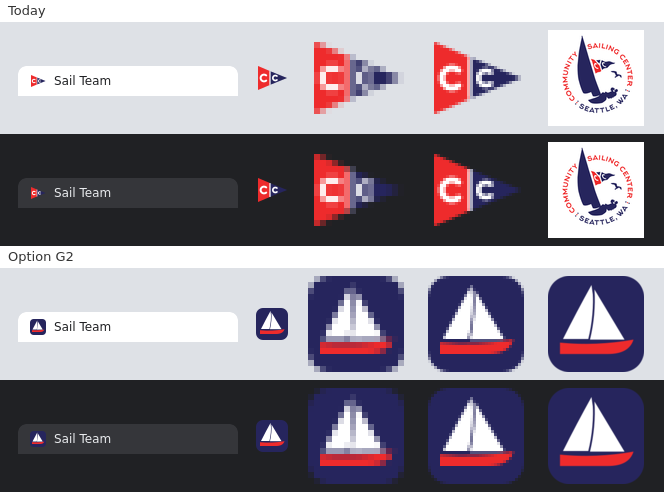 Today
Sail Team
C C
C C
C C
COMMUNITY SAILING CENTER
SEATTLE, WA
Sail Team
C C
C C
C C
COMMUNITY SAILING CENTER
SEATTLE, WA
Option G2
Sail Team
Sail Team